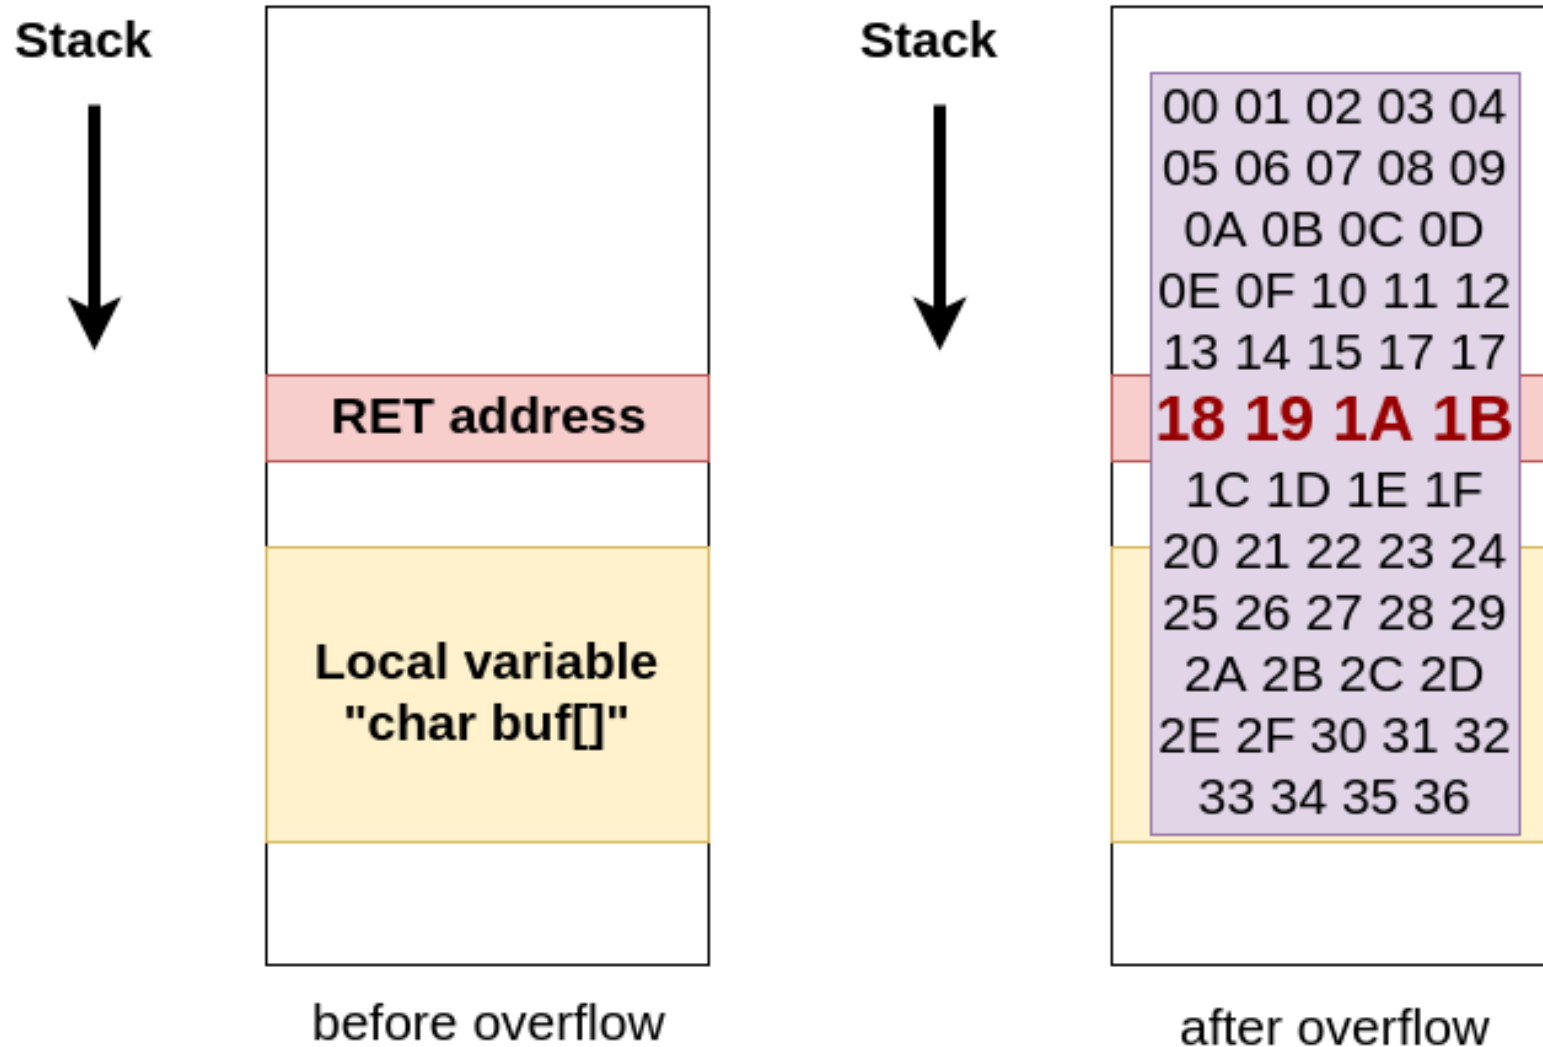 Stack
RET address
Local variable
"char buf[]"
before overflow
Stack
00 01 02 03 04
05 06 07 08 09
0A 0B 0C 0D
0E 0F 10 11 12
13 14 15 17 17
18 19 1A 1B
1C 1D 1E 1F
20 21 22 23 24
25 26 27 28 29
2A 2B 2C 2D
2E 2F 30 31 32
33 34 35 36
after overflow